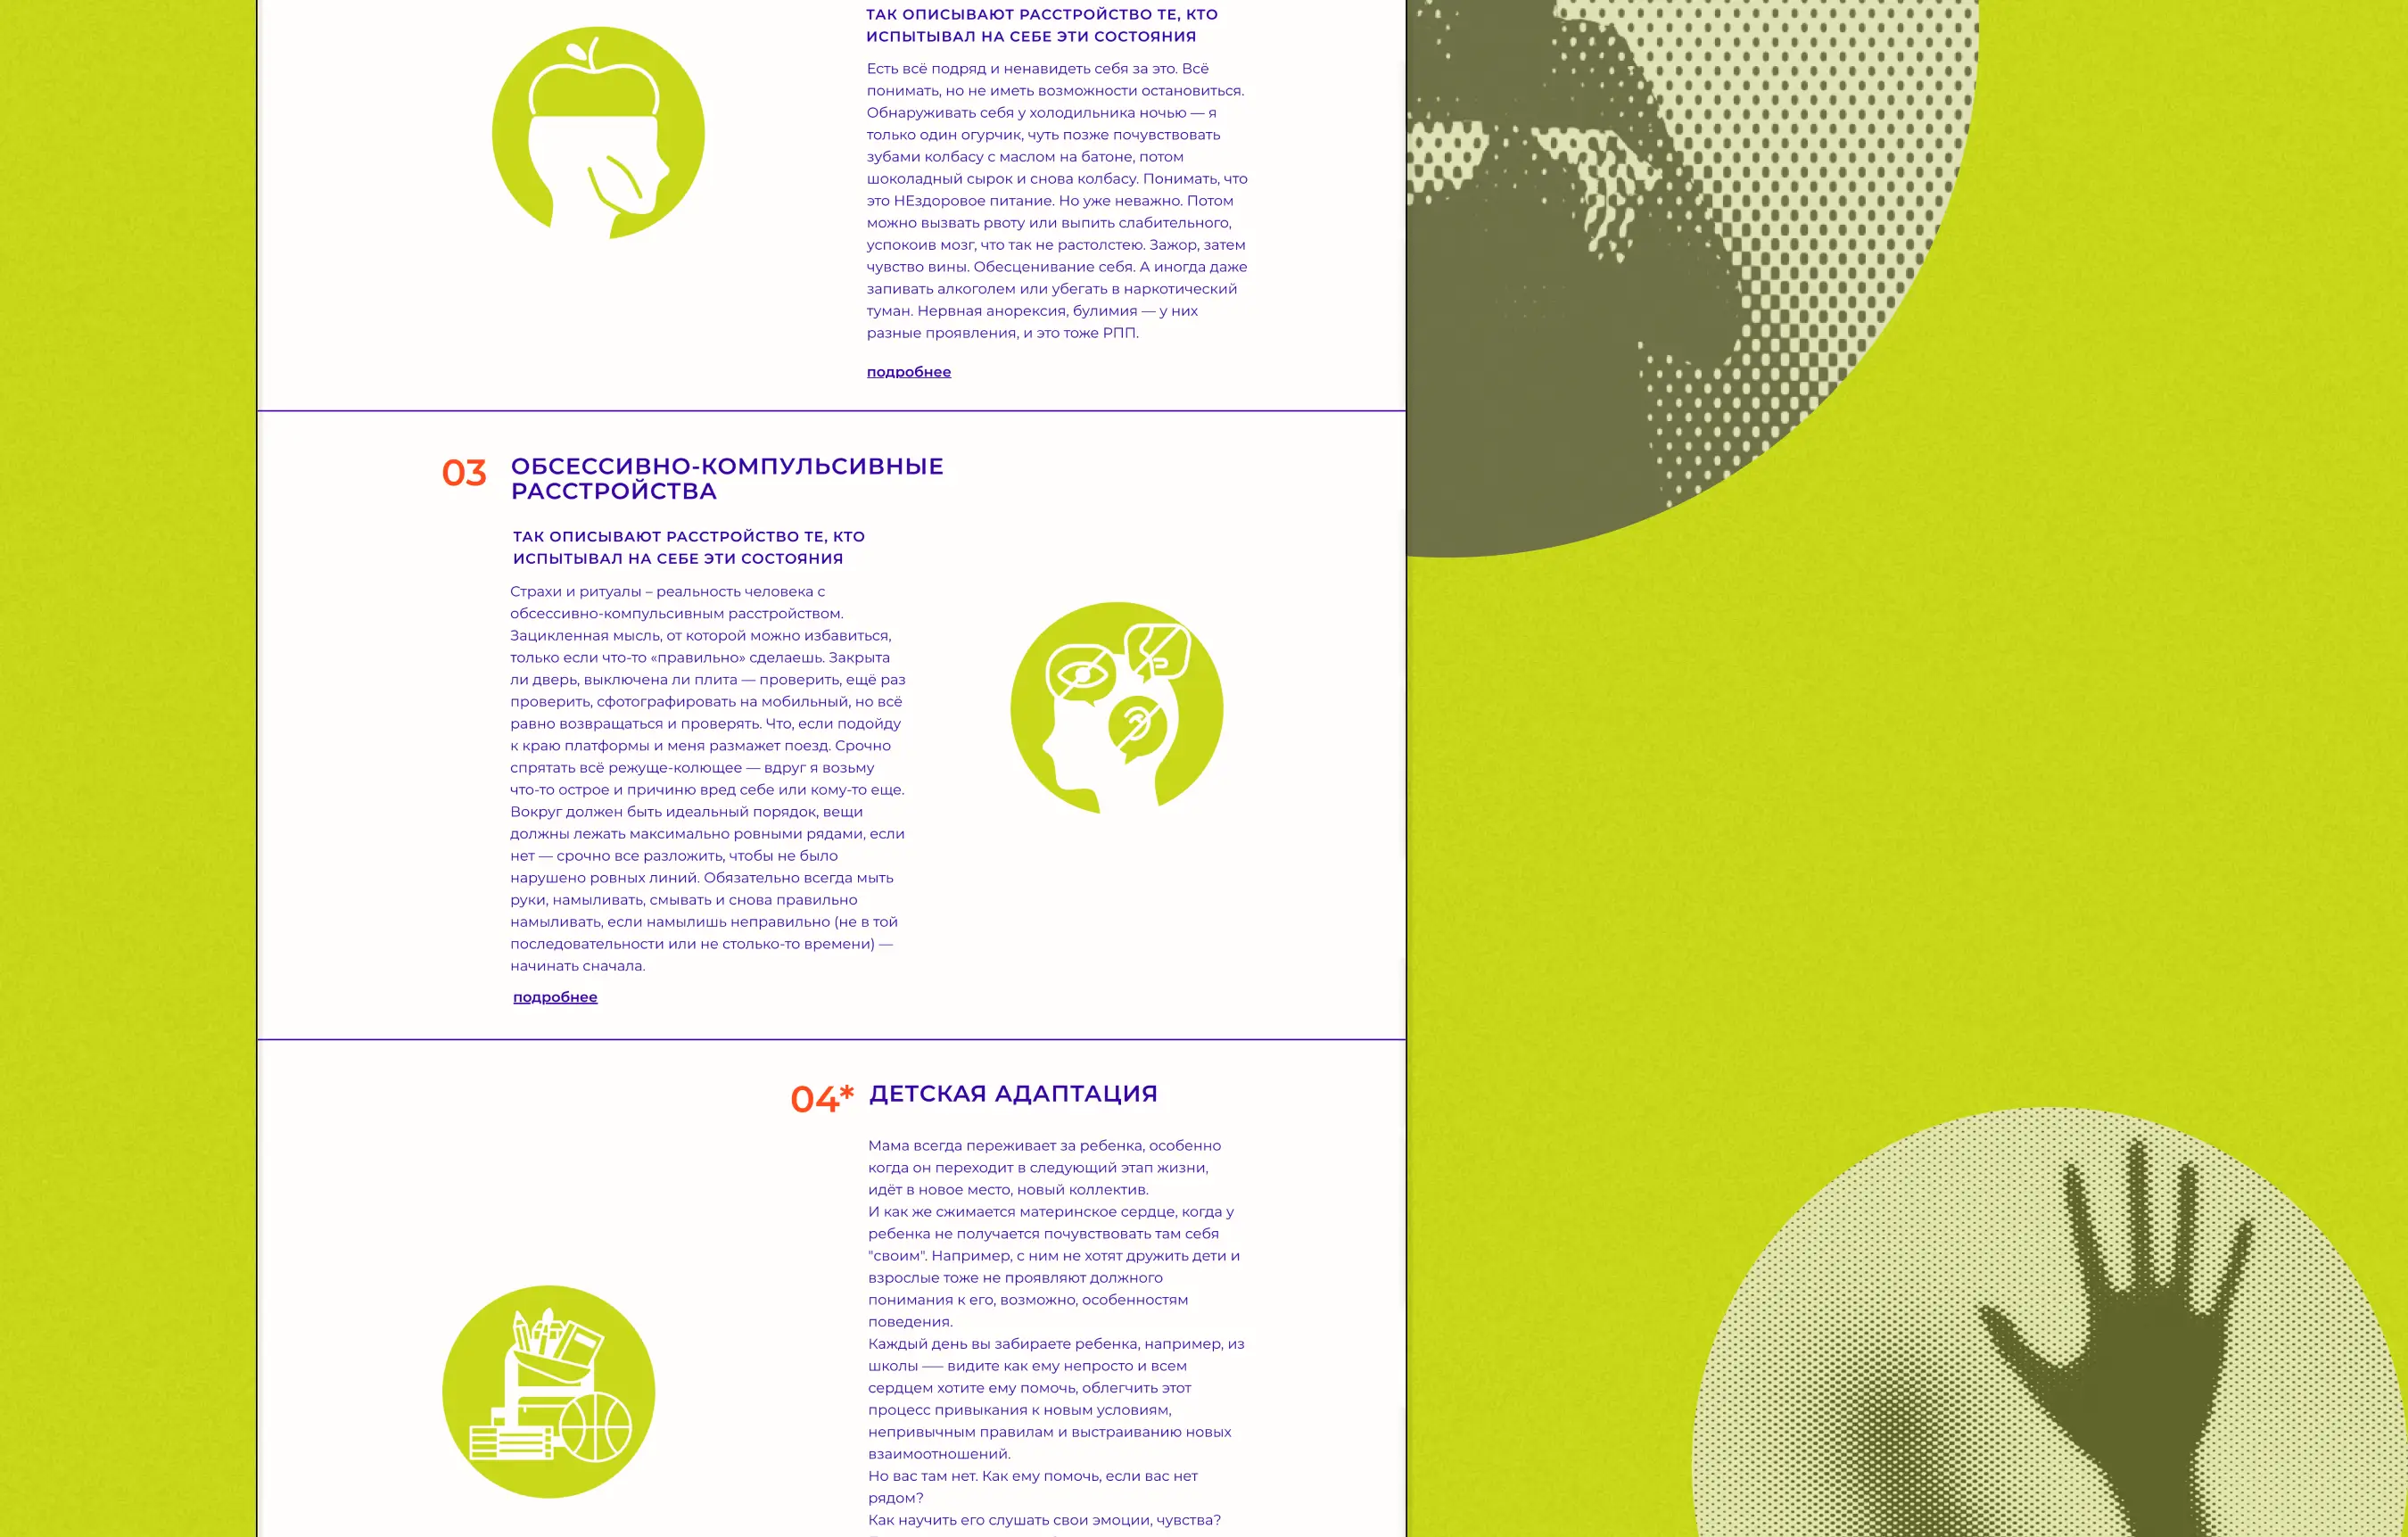 ТАК ОПИСЫВАЮТ РАССТРОЙСТВО ТЕ, КТО
ИСПЫТЫВАЛ НА СЕБЕ ЭТИ СОСТОЯНИЯ
Есть всё подряд и ненавидеть себя за это. Всё
понимать, но не иметь возможности остановиться.
Обнаруживать себя у холодильника ночью — я
только один огурчик, чуть позже почувствовать
зубами колбасу с маслом на батоне, потом
шоколадный сырок и снова колбасу. Понимать, что
это НЕздоровое питание. Но уже неважно. Потом
можно вызвать рвоту или выпить слабительного,
успокоив мозг, что так не растолстею. Зажор, затем
чувство вины. Обесценивание себя. А иногда даже
запивать алкоголем или убегать в наркотический
туман. Нервная анорексия, булимия — у них
разные проявления, и это тоже РПП.
подробнее
03 ОБСЕССИВНО-КОМПУЛЬСИВНЫЕ
РАССТРОЙСТВА
ТАК ОПИСЫВАЮТ РАССТРОЙСТВО ТЕ, КТО
ИСПЫТЫВАЛ НА СЕБЕ ЭТИ СОСТОЯНИЯ
Страхи и ритуалы – реальность человека с
обсессивно-компульсивным расстройством.
Зацикленная мысль, от которой можно избавиться,
только если что-то «правильно» сделаешь. Закрыта
ли дверь, выключена ли плита — проверить, ещё раз
проверить, сфотографировать на мобильный, но всё
равно возвращаться и проверять. Что, если подойду
к краю платформы и меня размажет поезд. Срочно
спрятать всё режуще-колющее — вдруг я возьму
что-то острое и причиню вред себе или кому-то еще.
Вокруг должен быть идеальный порядок, вещи
должны лежать максимально ровными рядами, если
нет — срочно все разложить, чтобы не было
нарушено ровных линий. Обязательно всегда мыть
руки, намыливать, смывать и снова правильно
намыливать, если намылишь неправильно (не в той
последовательности или не столько-то времени) —
начинать сначала.
подробнее
04* ДЕТСКАЯ АДАПТАЦИЯ
Мама всегда переживает за ребенка, особенно
когда он переходит в следующий этап жизни,
идёт в новое место, новый коллектив.
И как же сжимается материнское сердце, когда у
ребенка не получается почувствовать там себя
"своим". Например, с ним не хотят дружить дети и
взрослые тоже не проявляют должного
понимания к его, возможно, особенностям
поведения.
Каждый день вы забираете ребенка, например, из
школы —– видите как ему непросто и всем
сердцем хотите ему помочь, облегчить этот
процесс привыкания к новым условиям,
непривычным правилам и выстраиванию новых
взаимоотношений.
Но вас там нет. Как ему помочь, если вас нет
рядом?
Как научить его слушать свои эмоции, чувства?